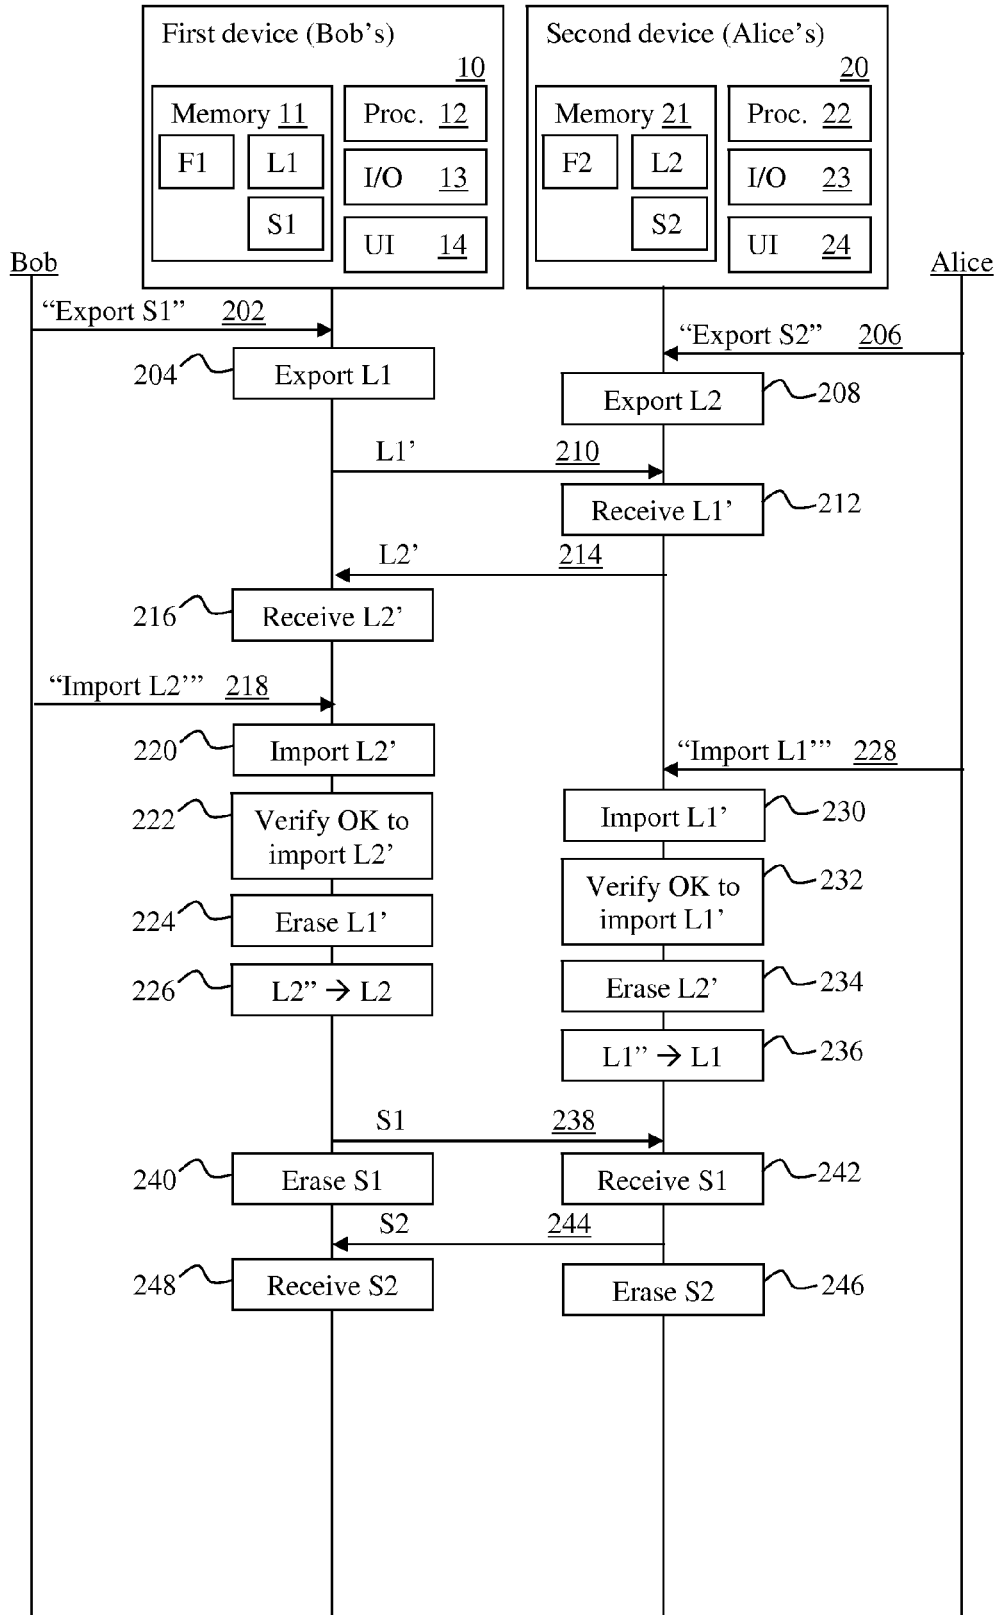 First device (Bob's)
10
Memory 11
F1
L1
S1
Proc. 12
I/O 13
UI 14
Second device (Alice's)
20
Memory 21
F2
L2
S2
Proc. 22
I/O 23
UI 24
Bob
Alice
“Export S1” 202
“Export S2” 206
204
Export L1
Export L2
208
L1’ 210
Receive L1’
212
L2’ 214
216
Receive L2’
“Import L2’” 218
220
Import L2’
“Import L1’” 228
222
Verify OK to
import L2’
Import L1’
230
Verify OK to
import L1’
232
224
Erase L1’
226
L2” → L2
Erase L2’
234
L1” → L1
236
S1 238
240
Erase S1
Receive S1
242
S2 244
248
Receive S2
Erase S2
246